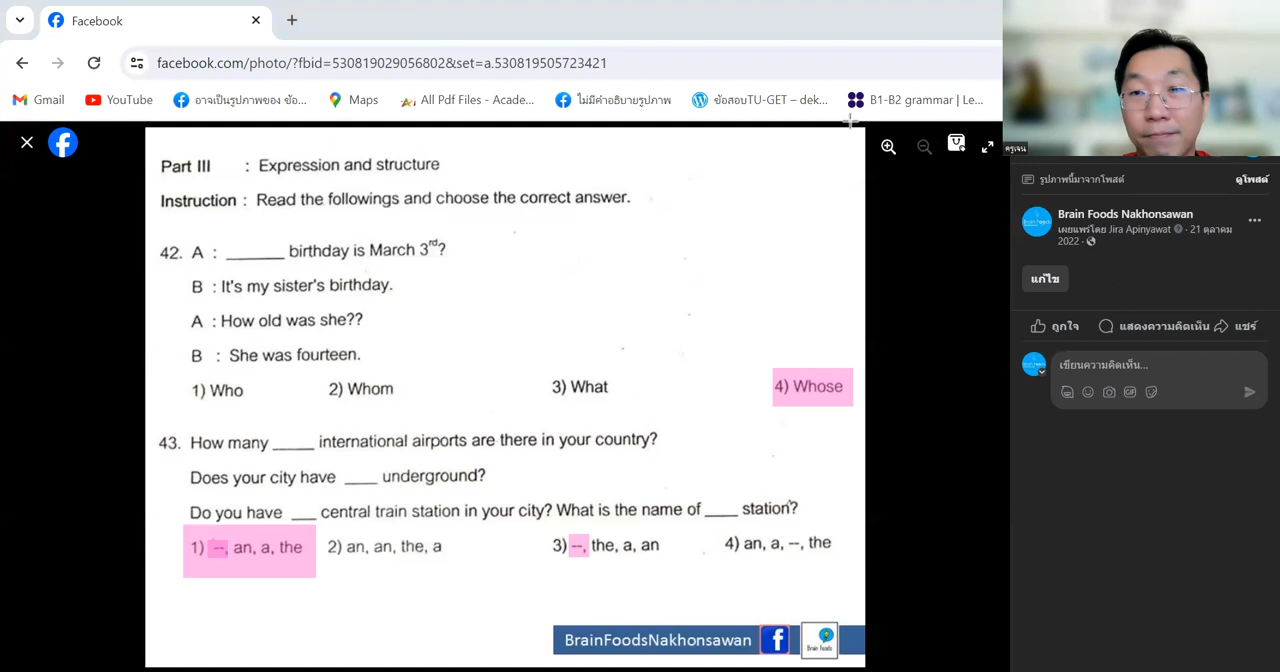 Facebook
facebook.com/photo/?fbid=530819029056802&set=a.530819505723421
Gmail YouTube อาจเป็นรูปภาพของ ข้อ... Maps All Pdf Files - Acade... ไม่มีคำอธิบายรูปภาพ ข้อสอบTU-GET – dek... B1-B2 grammar | Le...
ครูเจน
Part III : Expression and structure
Instruction : Read the followings and choose the correct answer.
42. A : ______ birthday is March 3rd?
B : It's my sister's birthday.
A : How old was she??
B : She was fourteen.
1) Who 2) Whom 3) What 4) Whose
43. How many ____ international airports are there in your country?
Does your city have ____ underground?
Do you have ___ central train station in your city? What is the name of ____ station?
1) --, an, a, the 2) an, an, the, a 3) --, the, a, an 4) an, a, --, the
BrainFoodsNakhonsawan f
Brain Foods
รูปภาพนี้มาจากโพสต์ ดูโพสต์
Brain Foods Nakhonsawan
เผยแพร่โดย Jira Apinyawat · 21 ตุลาคม
2022 ·
แก้ไข
ถูกใจ แสดงความคิดเห็น แชร์
เขียนความคิดเห็น...